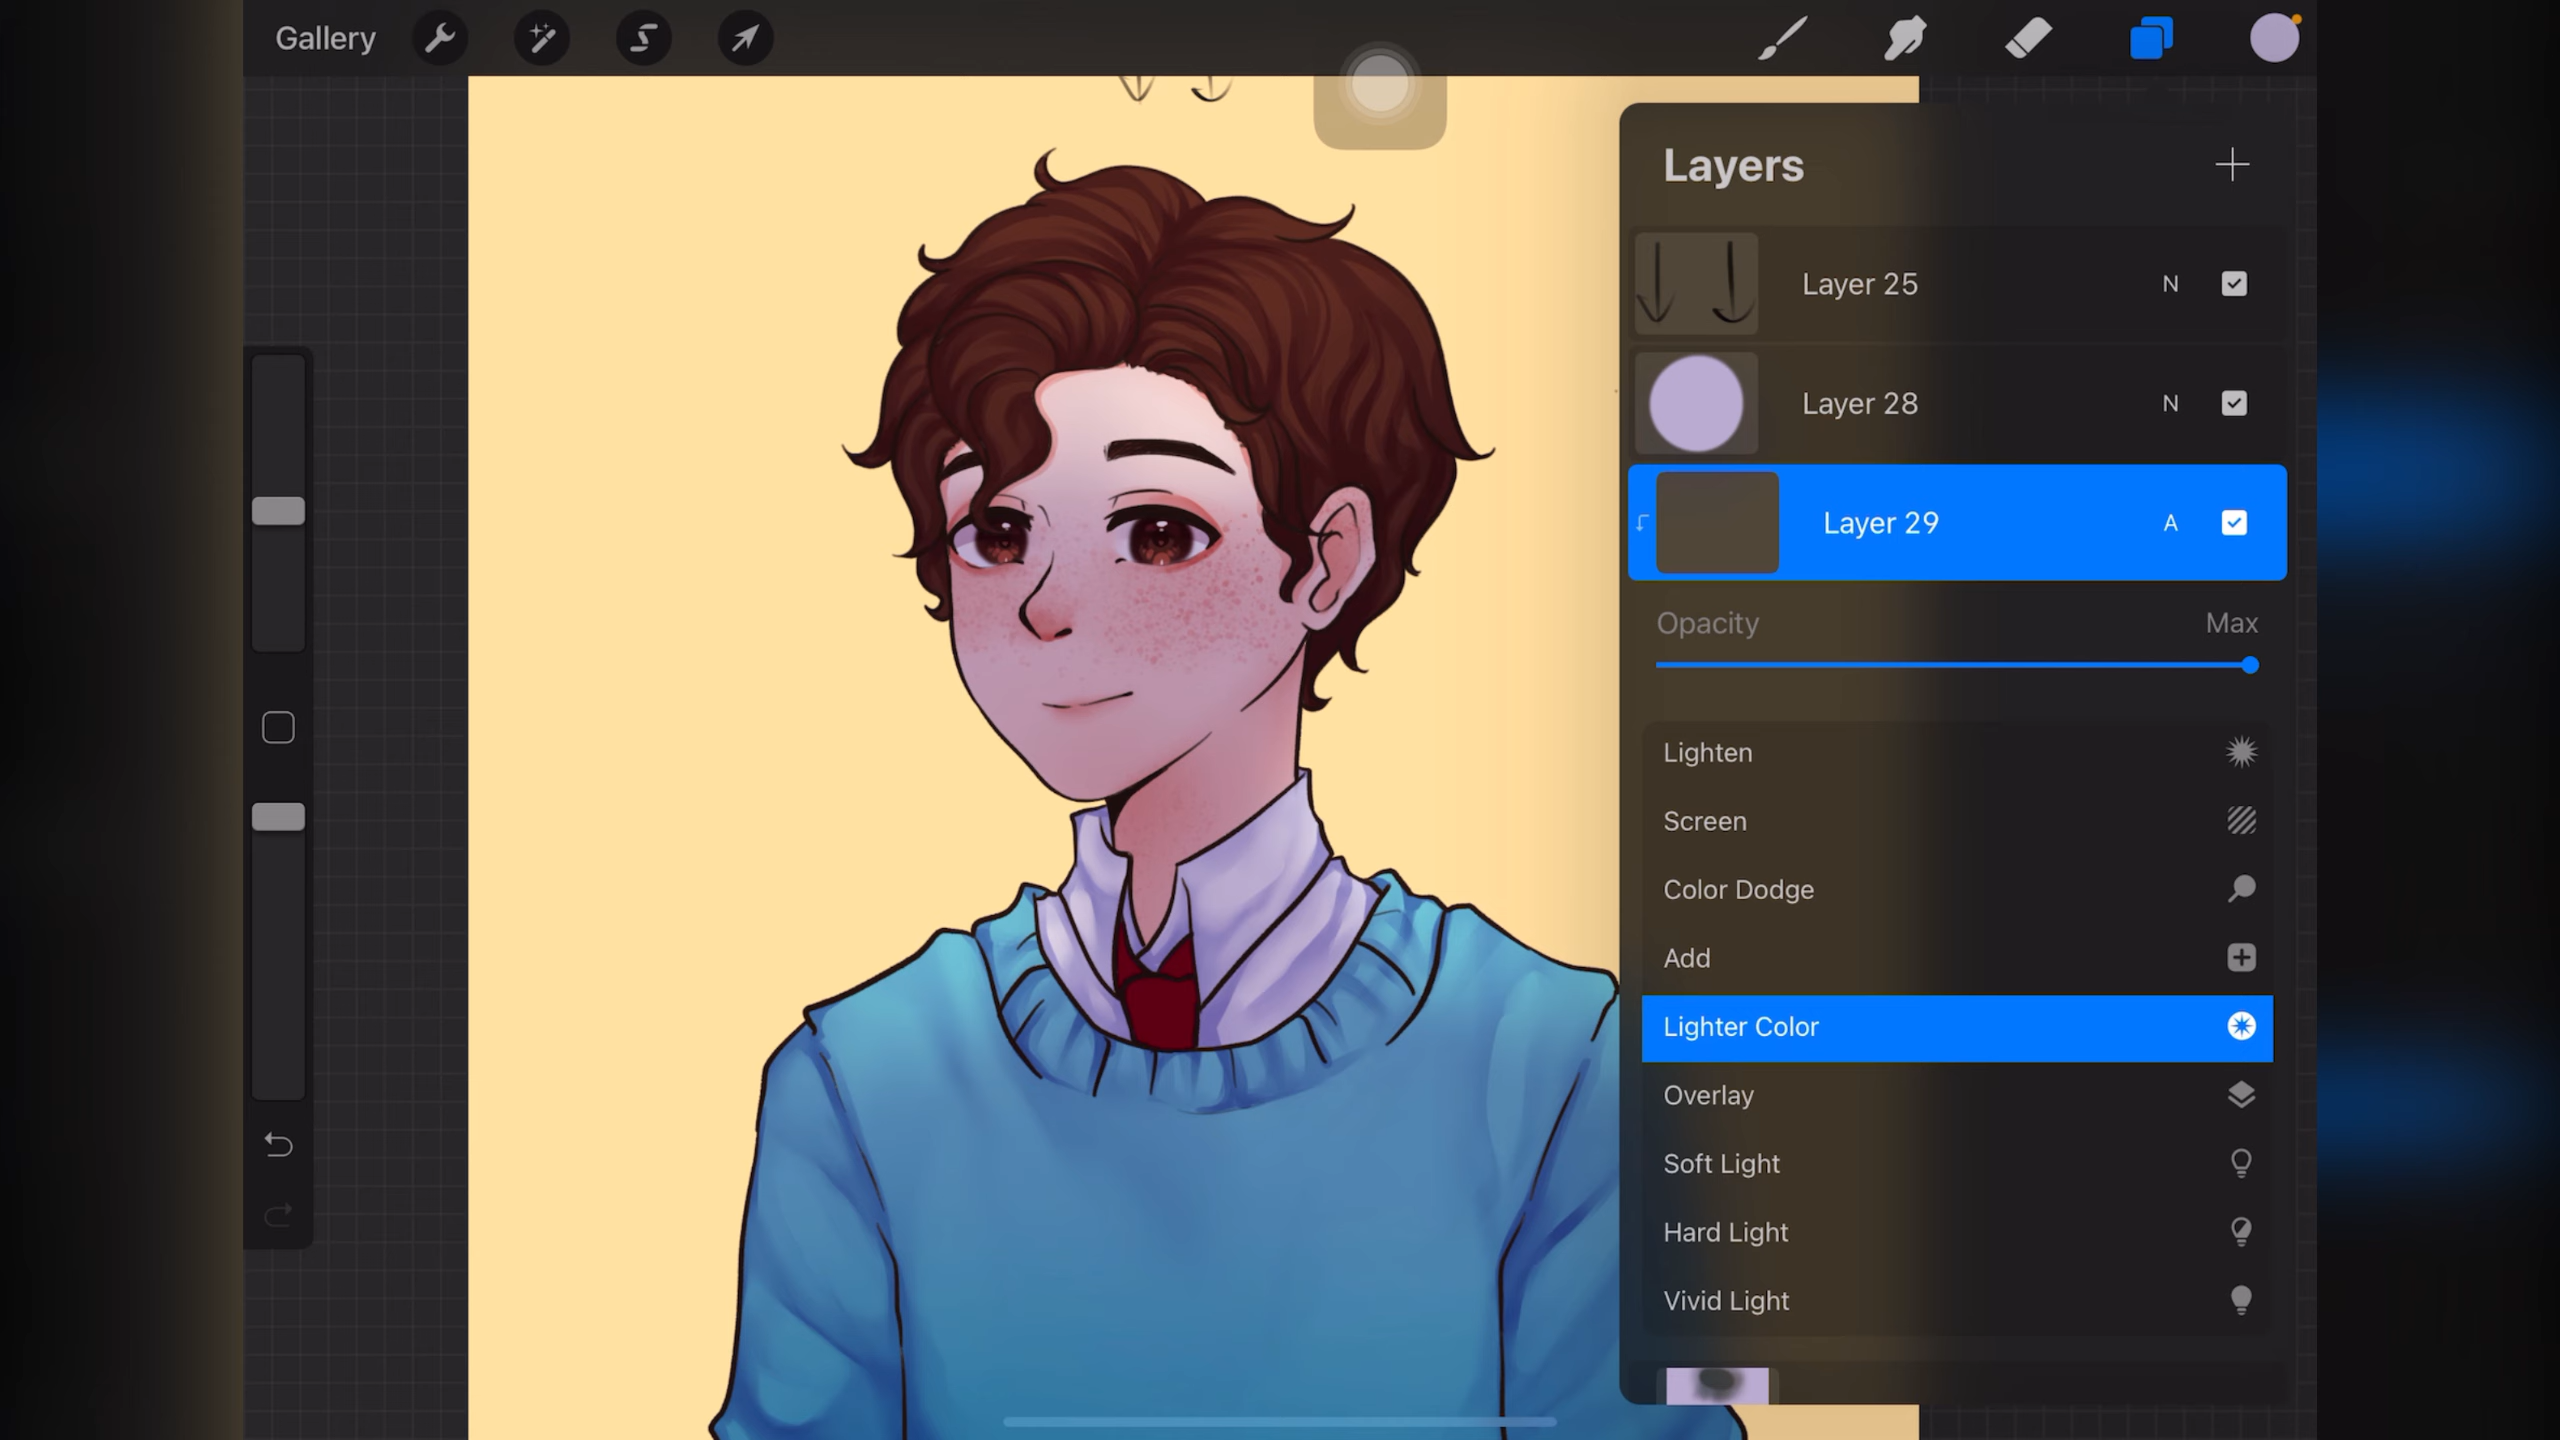 Gallery
Layers
Layer 25 N
Layer 28 N
Layer 29 A
Opacity Max
Lighten
Screen
Color Dodge
Add
Lighter Color
Overlay
Soft Light
Hard Light
Vivid Light